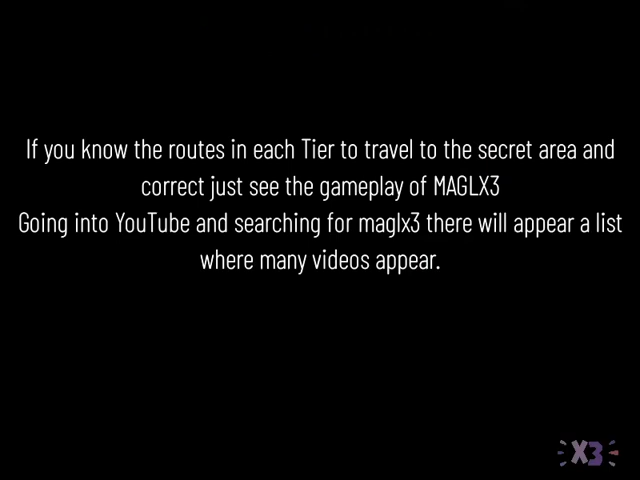 If you know the routes in each Tier to travel to the secret area and
correct just see the gameplay of MAGLX3
Going into YouTube and searching for maglx3 there will appear a list
where many videos appear.
X3